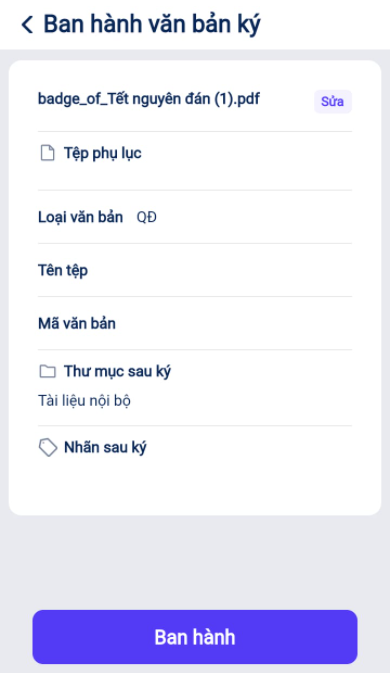 Ban hành văn bản ký
badge_of_Tết nguyên đán (1).pdf Sửa
Tệp phụ lục
Loại văn bản QĐ
Tên tệp
Mã văn bản
Thư mục sau ký
Tài liệu nội bộ
Nhãn sau ký
Ban hành